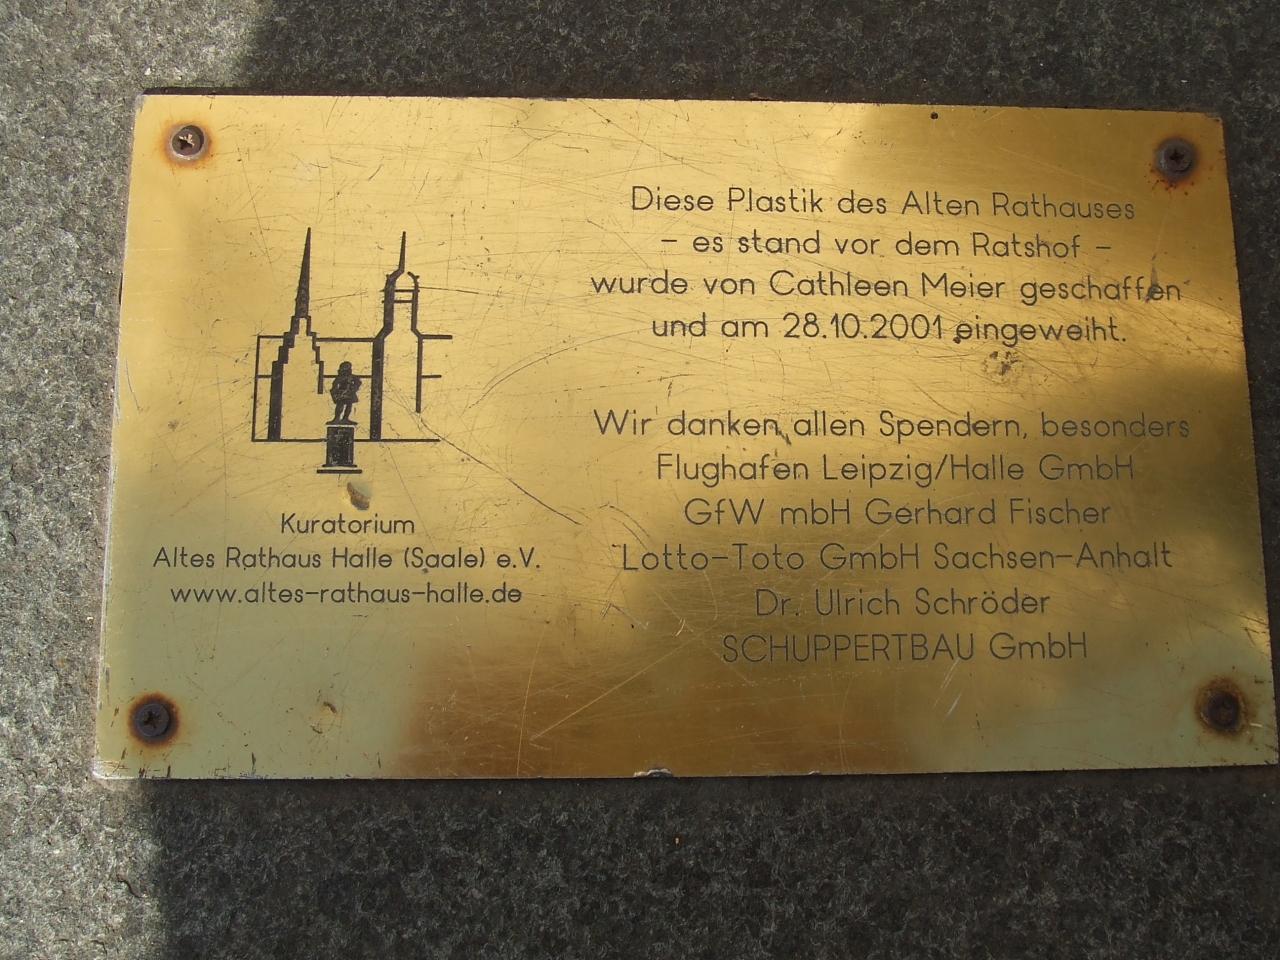 Diese Plastik des Alten Rathauses
- es stand vor dem Ratshof -
wurde von Cathleen Meier geschaffen
und am 28.10.2001 eingeweiht.
Wir danken allen Spendern, besonders
Flughafen Leipzig/Halle GmbH
GfW mbH Gerhard Fischer
Lotto-Toto GmbH Sachsen-Anhalt
Dr. Ulrich Schröder
SCHUPPERTBAU GmbH
Kuratorium
Altes Rathaus Halle (Saale) e.V.
www.altes-rathaus-halle.de